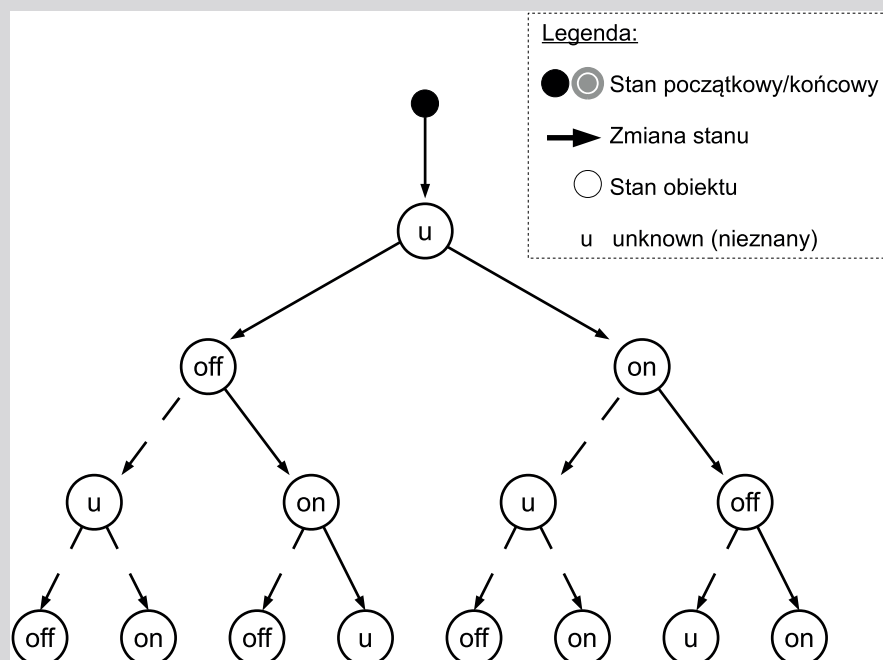 Legenda:
Stan początkowy/końcowy
Zmiana stanu
Stan obiektu
u unknown (nieznany)
u
off on
u on u off
off on off u off on u on